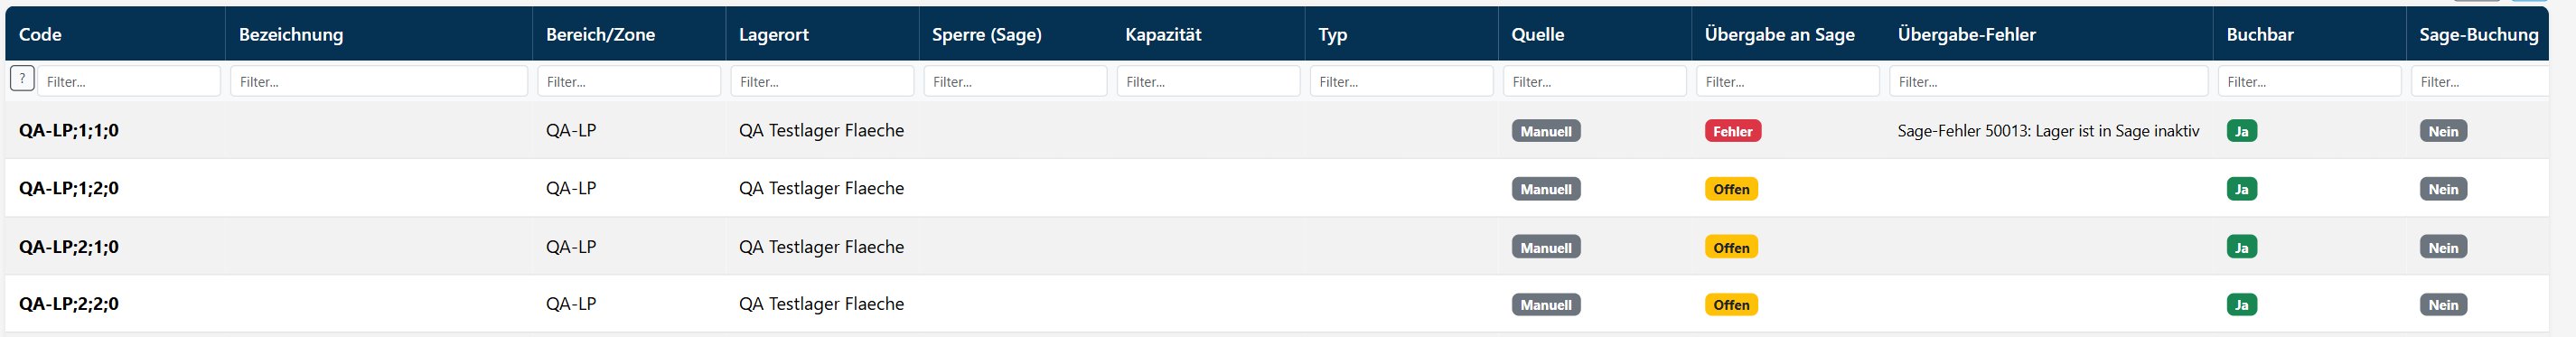 Code Bezeichnung Bereich/Zone Lagerort Sperre (Sage) Kapazität Typ Quelle Übergabe an Sage Übergabe-Fehler Buchbar Sage-Buchung
? Filter... Filter... Filter... Filter... Filter... Filter... Filter... Filter... Filter... Filter... Filter... Filter...
QA-LP;1;1;0 QA-LP QA Testlager Flaeche Manuell Fehler Sage-Fehler 50013: Lager ist in Sage inaktiv Ja Nein
QA-LP;1;2;0 QA-LP QA Testlager Flaeche Manuell Offen Ja Nein
QA-LP;2;1;0 QA-LP QA Testlager Flaeche Manuell Offen Ja Nein
QA-LP;2;2;0 QA-LP QA Testlager Flaeche Manuell Offen Ja Nein